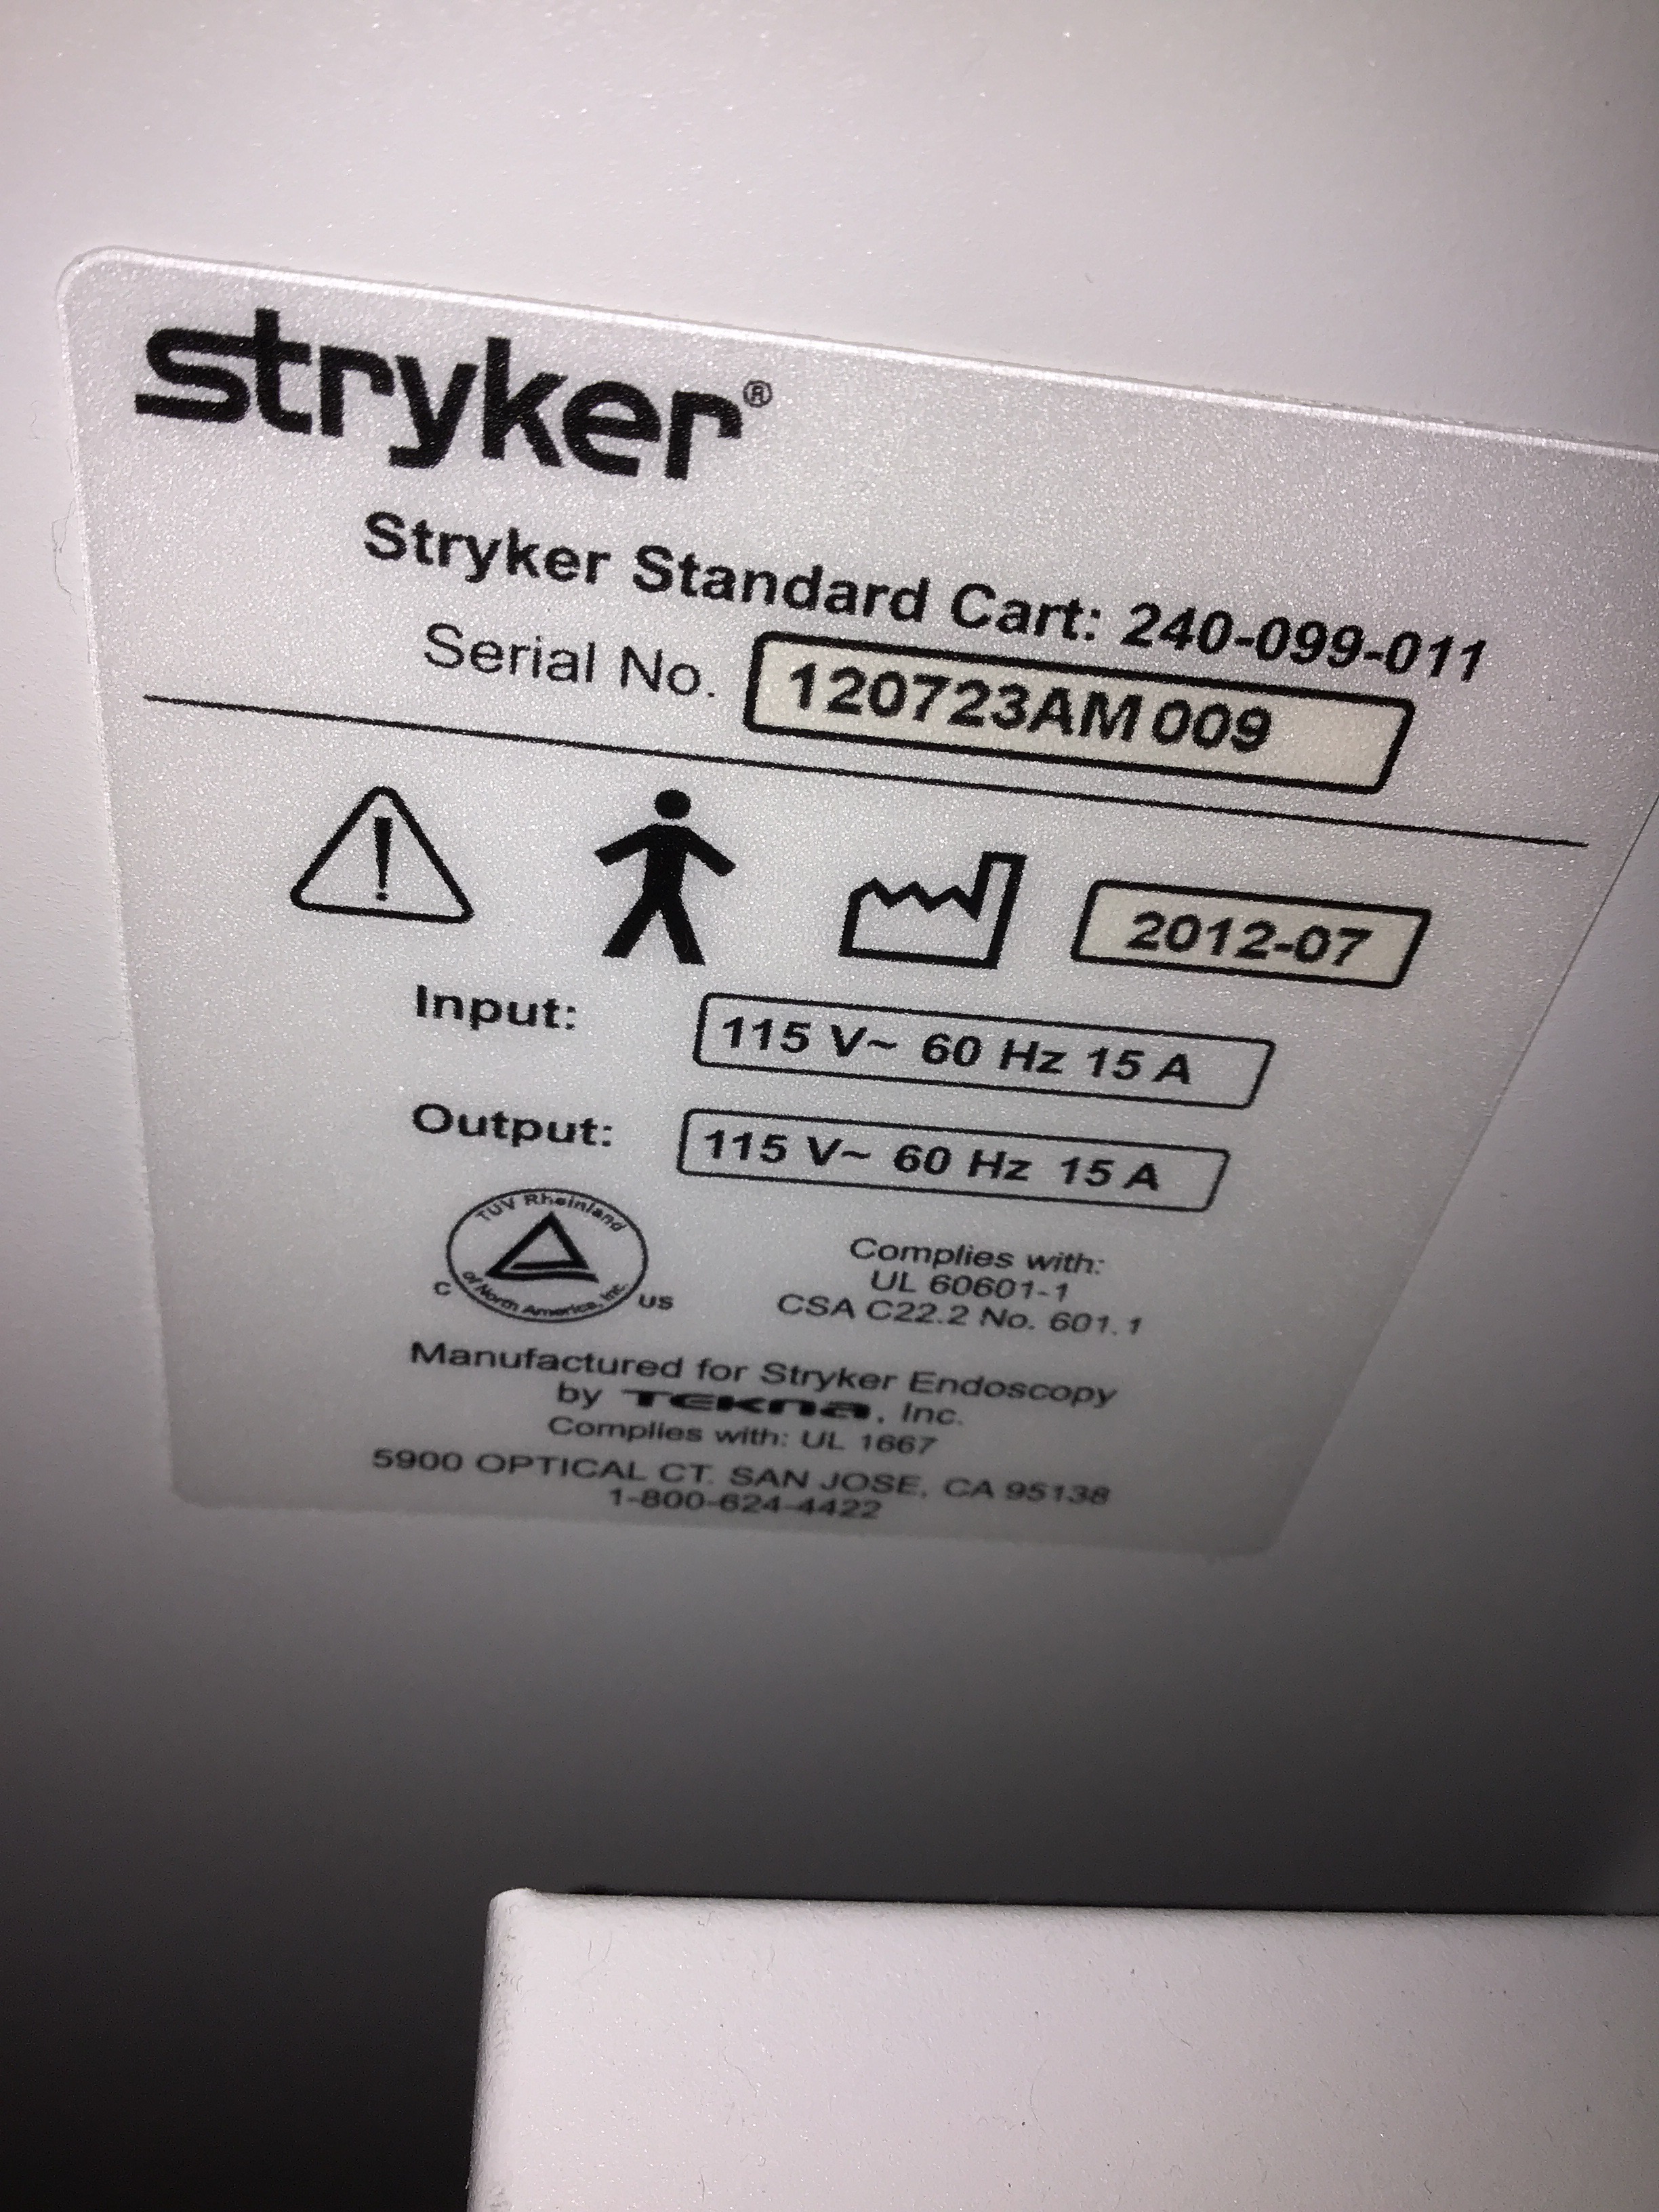 stryker®
Stryker Standard Cart: 240-099-011
Serial No. 120723AM 009
2012-07
Input: 115 V~ 60 Hz 15 A
Output: 115 V~ 60 Hz 15 A
TUV Rheinland
of North America, Inc.
C US
Complies with:
UL 60601-1
CSA C22.2 No. 601.1
Manufactured for Stryker Endoscopy
by TEKNA, Inc.
Complies with: UL 1667
5900 OPTICAL CT. SAN JOSE, CA 95138
1-800-624-4422